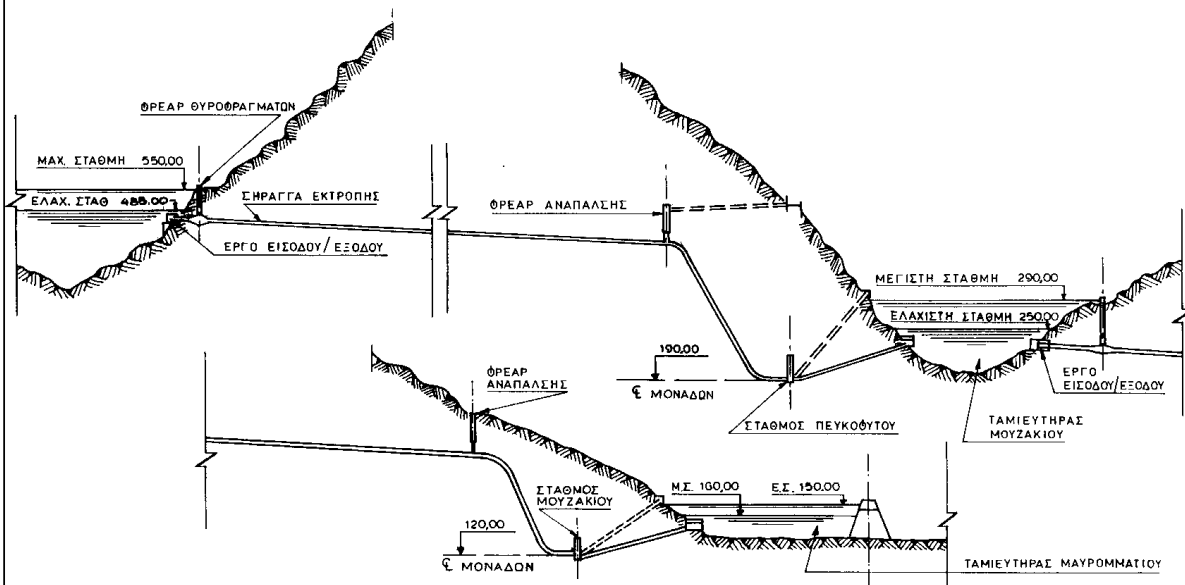 ΦΡΕΑΡ ΘΥΡΟΦΡΑΓΜΑΤΩΝ
ΜΑΧ. ΣΤΑΘΜΗ 550,00
ΕΛΑΧ. ΣΤΑΘ 485.00
ΣΗΡΑΓΓΑ ΕΚΤΡΟΠΗΣ
ΕΡΓΟ ΕΙΣΟΔΟΥ/ΕΞΟΔΟΥ
ΦΡΕΑΡ ΑΝΑΠΑΛΣΗΣ
ΜΕΓΙΣΤΗ ΣΤΑΘΜΗ 290,00
ΕΛΑΧΙΣΤΗ ΣΤΑΘΜΗ 250.00
190,00
℄ ΜΟΝΑΔΩΝ
ΕΡΓΟ
ΕΙΣΟΔΟΥ/ΕΞΟΔΟΥ
ΣΤΑΘΜΟΣ ΠΕΥΚΟΦΥΤΟΥ
ΤΑΜΙΕΥΤΗΡΑΣ
ΜΟΥΖΑΚΙΟΥ
ΦΡΕΑΡ
ΑΝΑΠΑΛΣΗΣ
ΣΤΑΘΜΟΣ
ΜΟΥΖΑΚΙΟΥ
Μ.Σ. 160,00
Ε.Σ. 150.00
120,00
℄ ΜΟΝΑΔΩΝ
ΤΑΜΙΕΥΤΗΡΑΣ ΜΑΥΡΟΜΜΑΤΙΟΥ